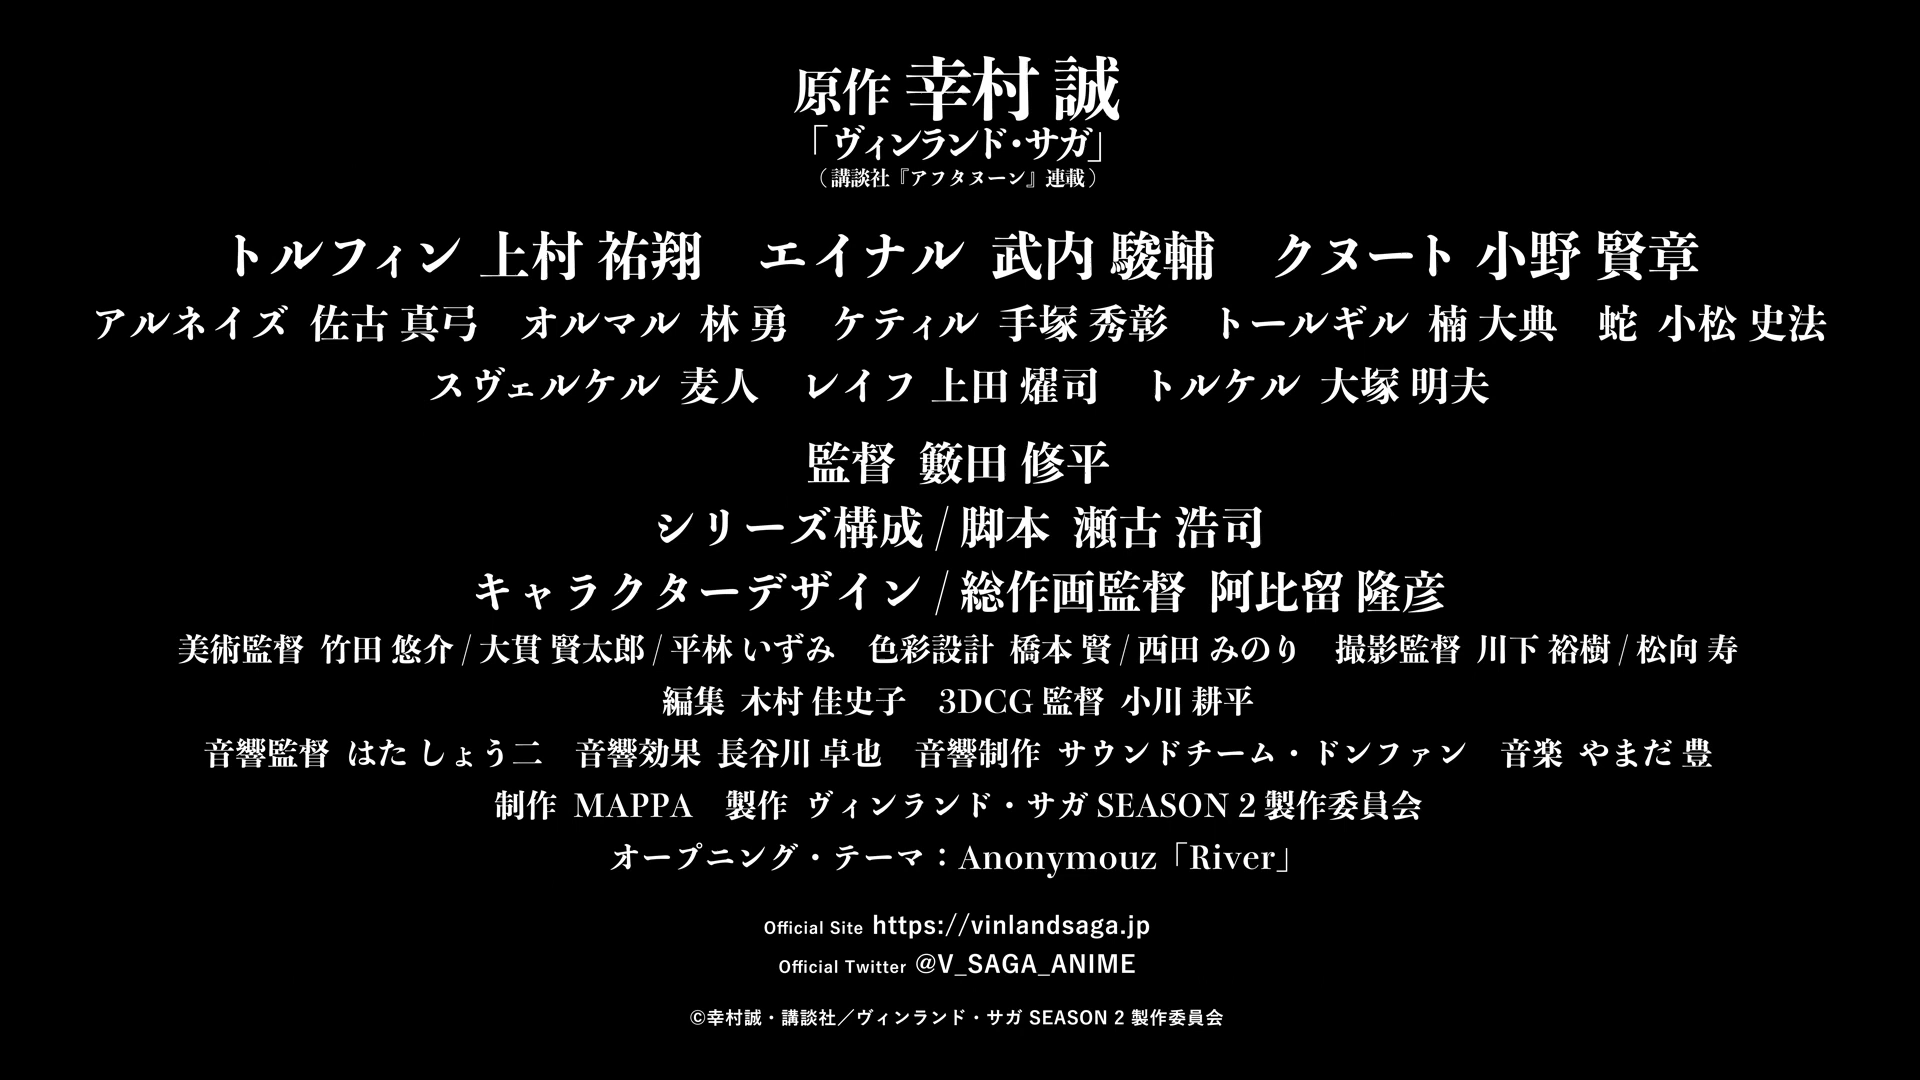 原作 幸村 誠
「ヴィンランド・サガ」
（講談社『アフタヌーン』連載）
トルフィン 上村 祐翔　エイナル 武内 駿輔　クヌート 小野 賢章
アルネイズ 佐古 真弓　オルマル 林 勇　ケティル 手塚 秀彰　トールギル 楠 大典　蛇 小松 史法
スヴェルケル 麦人　レイフ 上田 燿司　トルケル 大塚 明夫
監督 籔田 修平
シリーズ構成 / 脚本 瀬古 浩司
キャラクターデザイン / 総作画監督 阿比留 隆彦
美術監督 竹田 悠介 / 大貫 賢太郎 / 平林 いずみ　色彩設計 橋本 賢 / 西田 みのり　撮影監督 川下 裕樹 / 松向 寿
編集 木村 佳史子　3DCG 監督 小川 耕平
音響監督 はた しょう二　音響効果 長谷川 卓也　音響制作 サウンドチーム・ドンファン　音楽 やまだ 豊
制作 MAPPA　製作 ヴィンランド・サガ SEASON 2 製作委員会
オープニング・テーマ：Anonymouz「River」
Official Site https://vinlandsaga.jp
Official Twitter @V_SAGA_ANIME
©幸村誠・講談社／ヴィンランド・サガ SEASON 2 製作委員会